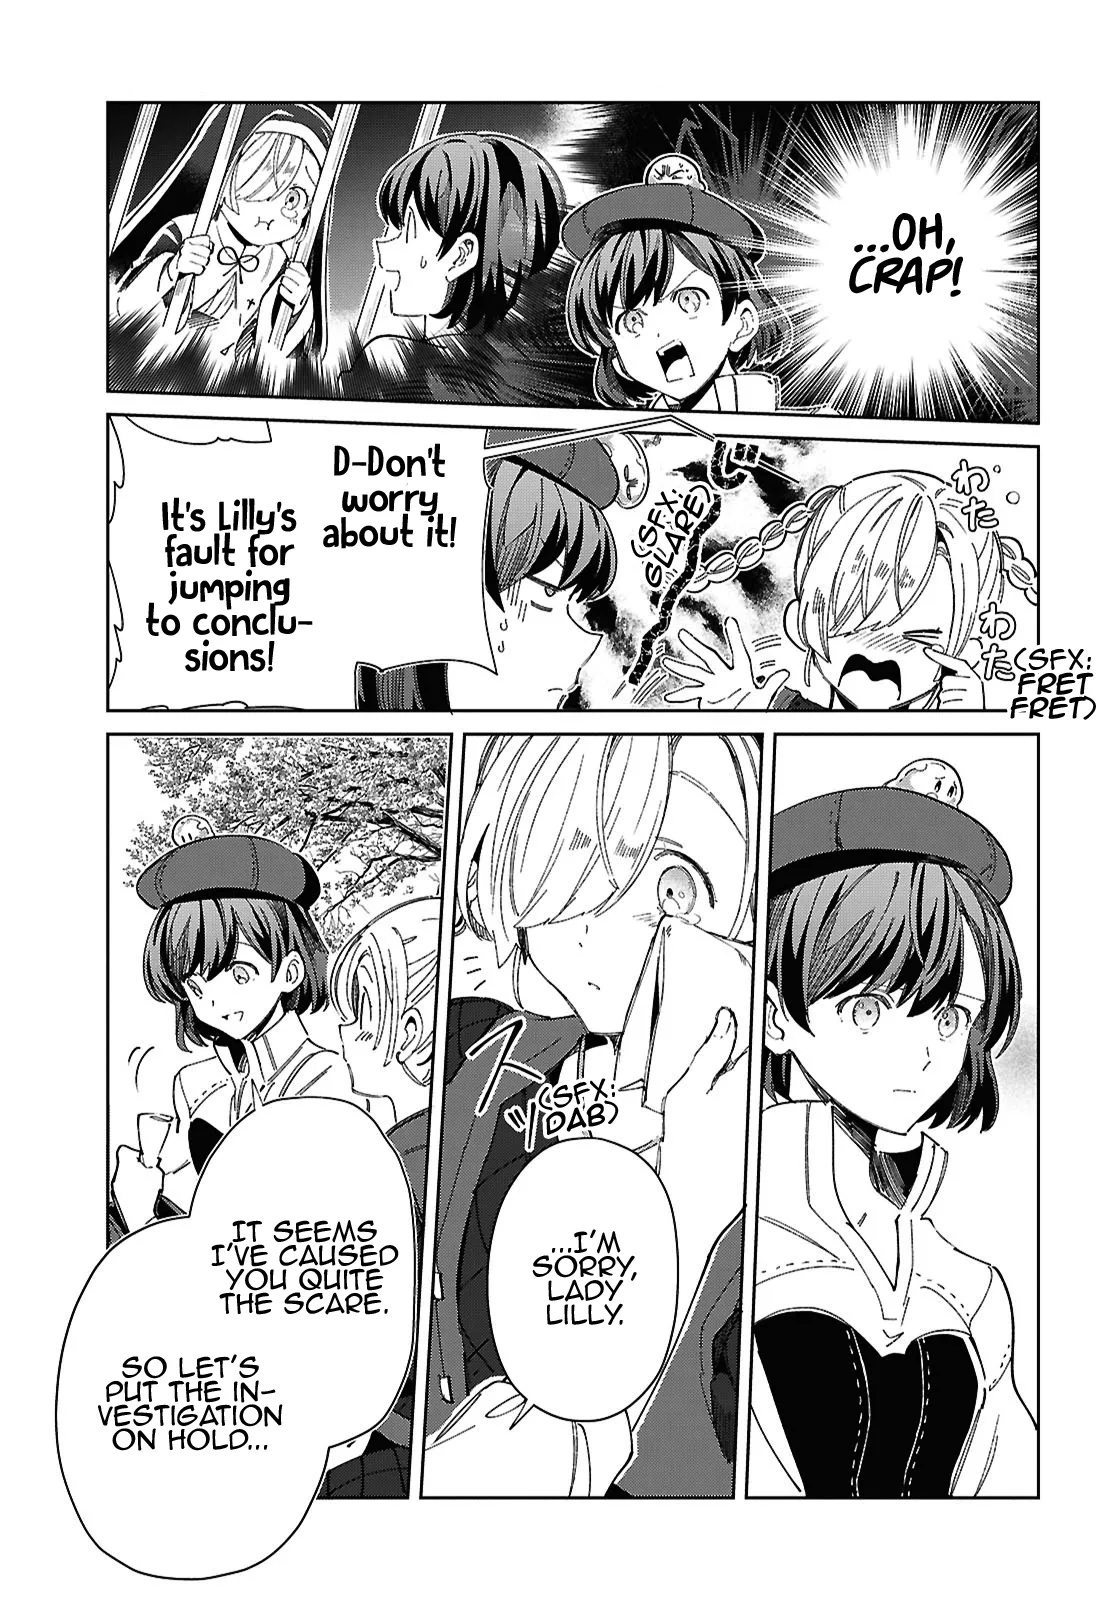 ...OH,
CRAP!
わた
わた
(SFX:
FRET
FRET)
(SFX:
GLARE)
D-Don't
worry
about it!
It's Lilly's
fault for
jumping
to conclu-
sions!
スッ
(SFX:
DAB)
...I'M
SORRY,
LADY
LILLY.
IT SEEMS
I'VE CAUSED
YOU QUITE
THE SCARE.
SO LET'S
PUT THE IN-
VESTIGATION
ON HOLD...